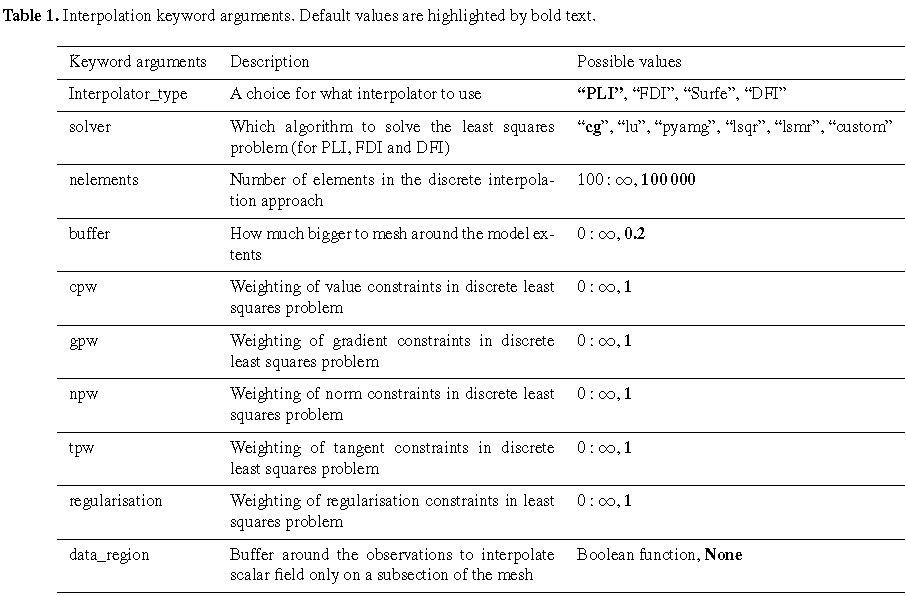 Table 1. Interpolation keyword arguments. Default values are highlighted by bold text.
Keyword arguments Description Possible values
Interpolator_type A choice for what interpolator to use “PLI”, “FDI”, “Surfe”, “DFI”
solver Which algorithm to solve the least squares “cg”, “lu”, “pyamg”, “lsqr”, “lsmr”, “custom”
problem (for PLI, FDI and DFI)
nelements Number of elements in the discrete interpola- 100 : ∞, 100 000
tion approach
buffer How much bigger to mesh around the model ex- 0 : ∞, 0.2
tents
cpw Weighting of value constraints in discrete least 0 : ∞, 1
squares problem
gpw Weighting of gradient constraints in discrete 0 : ∞, 1
least squares problem
npw Weighting of norm constraints in discrete least 0 : ∞, 1
squares problem
tpw Weighting of tangent constraints in discrete 0 : ∞, 1
least squares problem
regularisation Weighting of regularisation constraints in least 0 : ∞, 1
squares problem
data_region Buffer around the observations to interpolate Boolean function, None
scalar field only on a subsection of the mesh